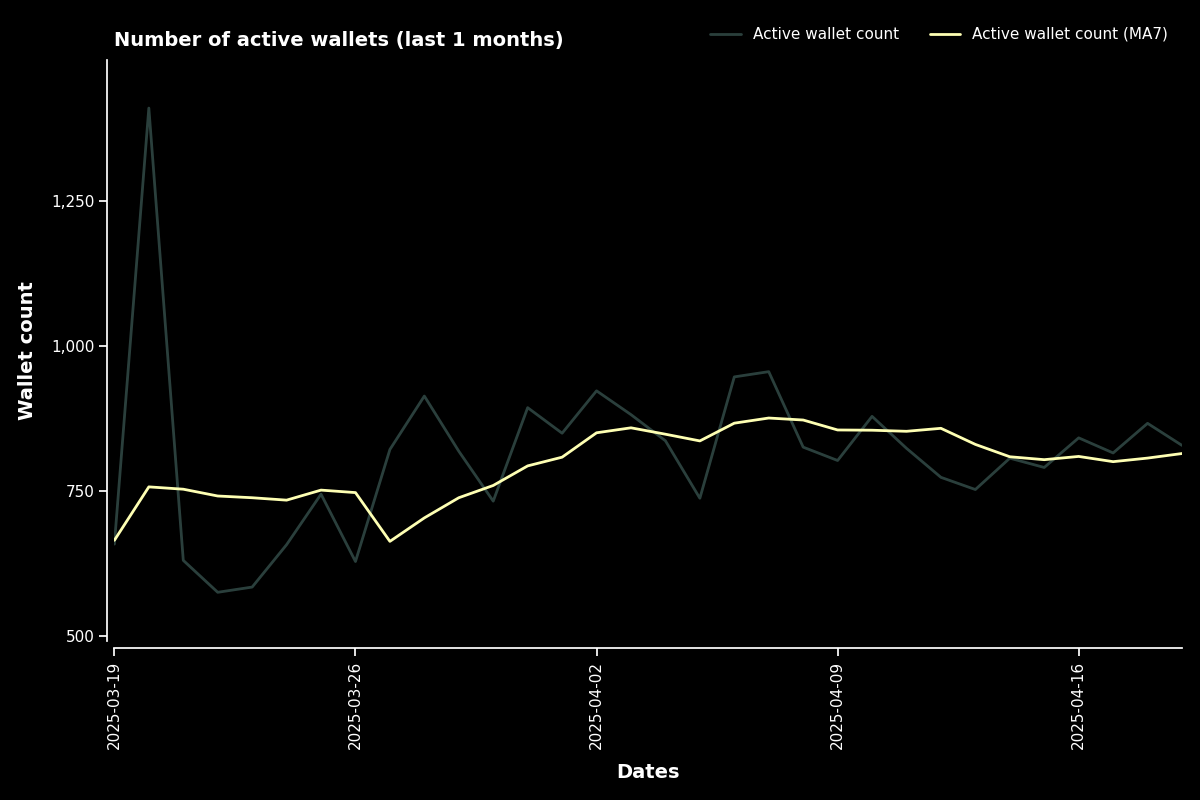 Number of active wallets (last 1 months)
Active wallet count
Active wallet count (MA7)
Wallet count
1,250
1,000
750
500
2025-03-19
2025-03-26
2025-04-02
2025-04-09
2025-04-16
Dates